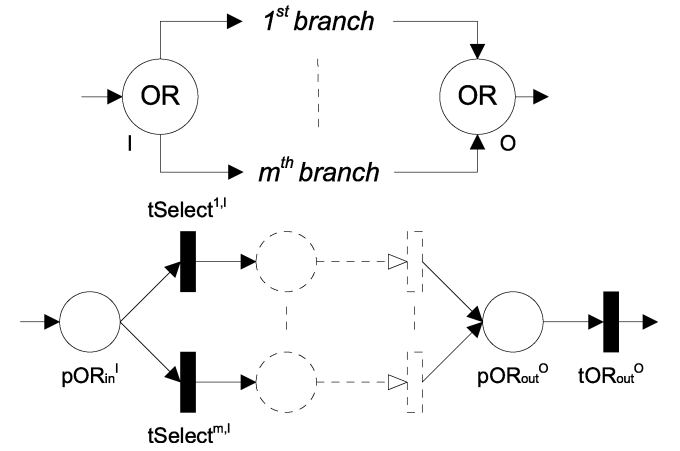 1st branch
OR
OR
I
O
mth branch
tSelect1,I
pORinI
pORoutO
tORoutO
tSelectm,I